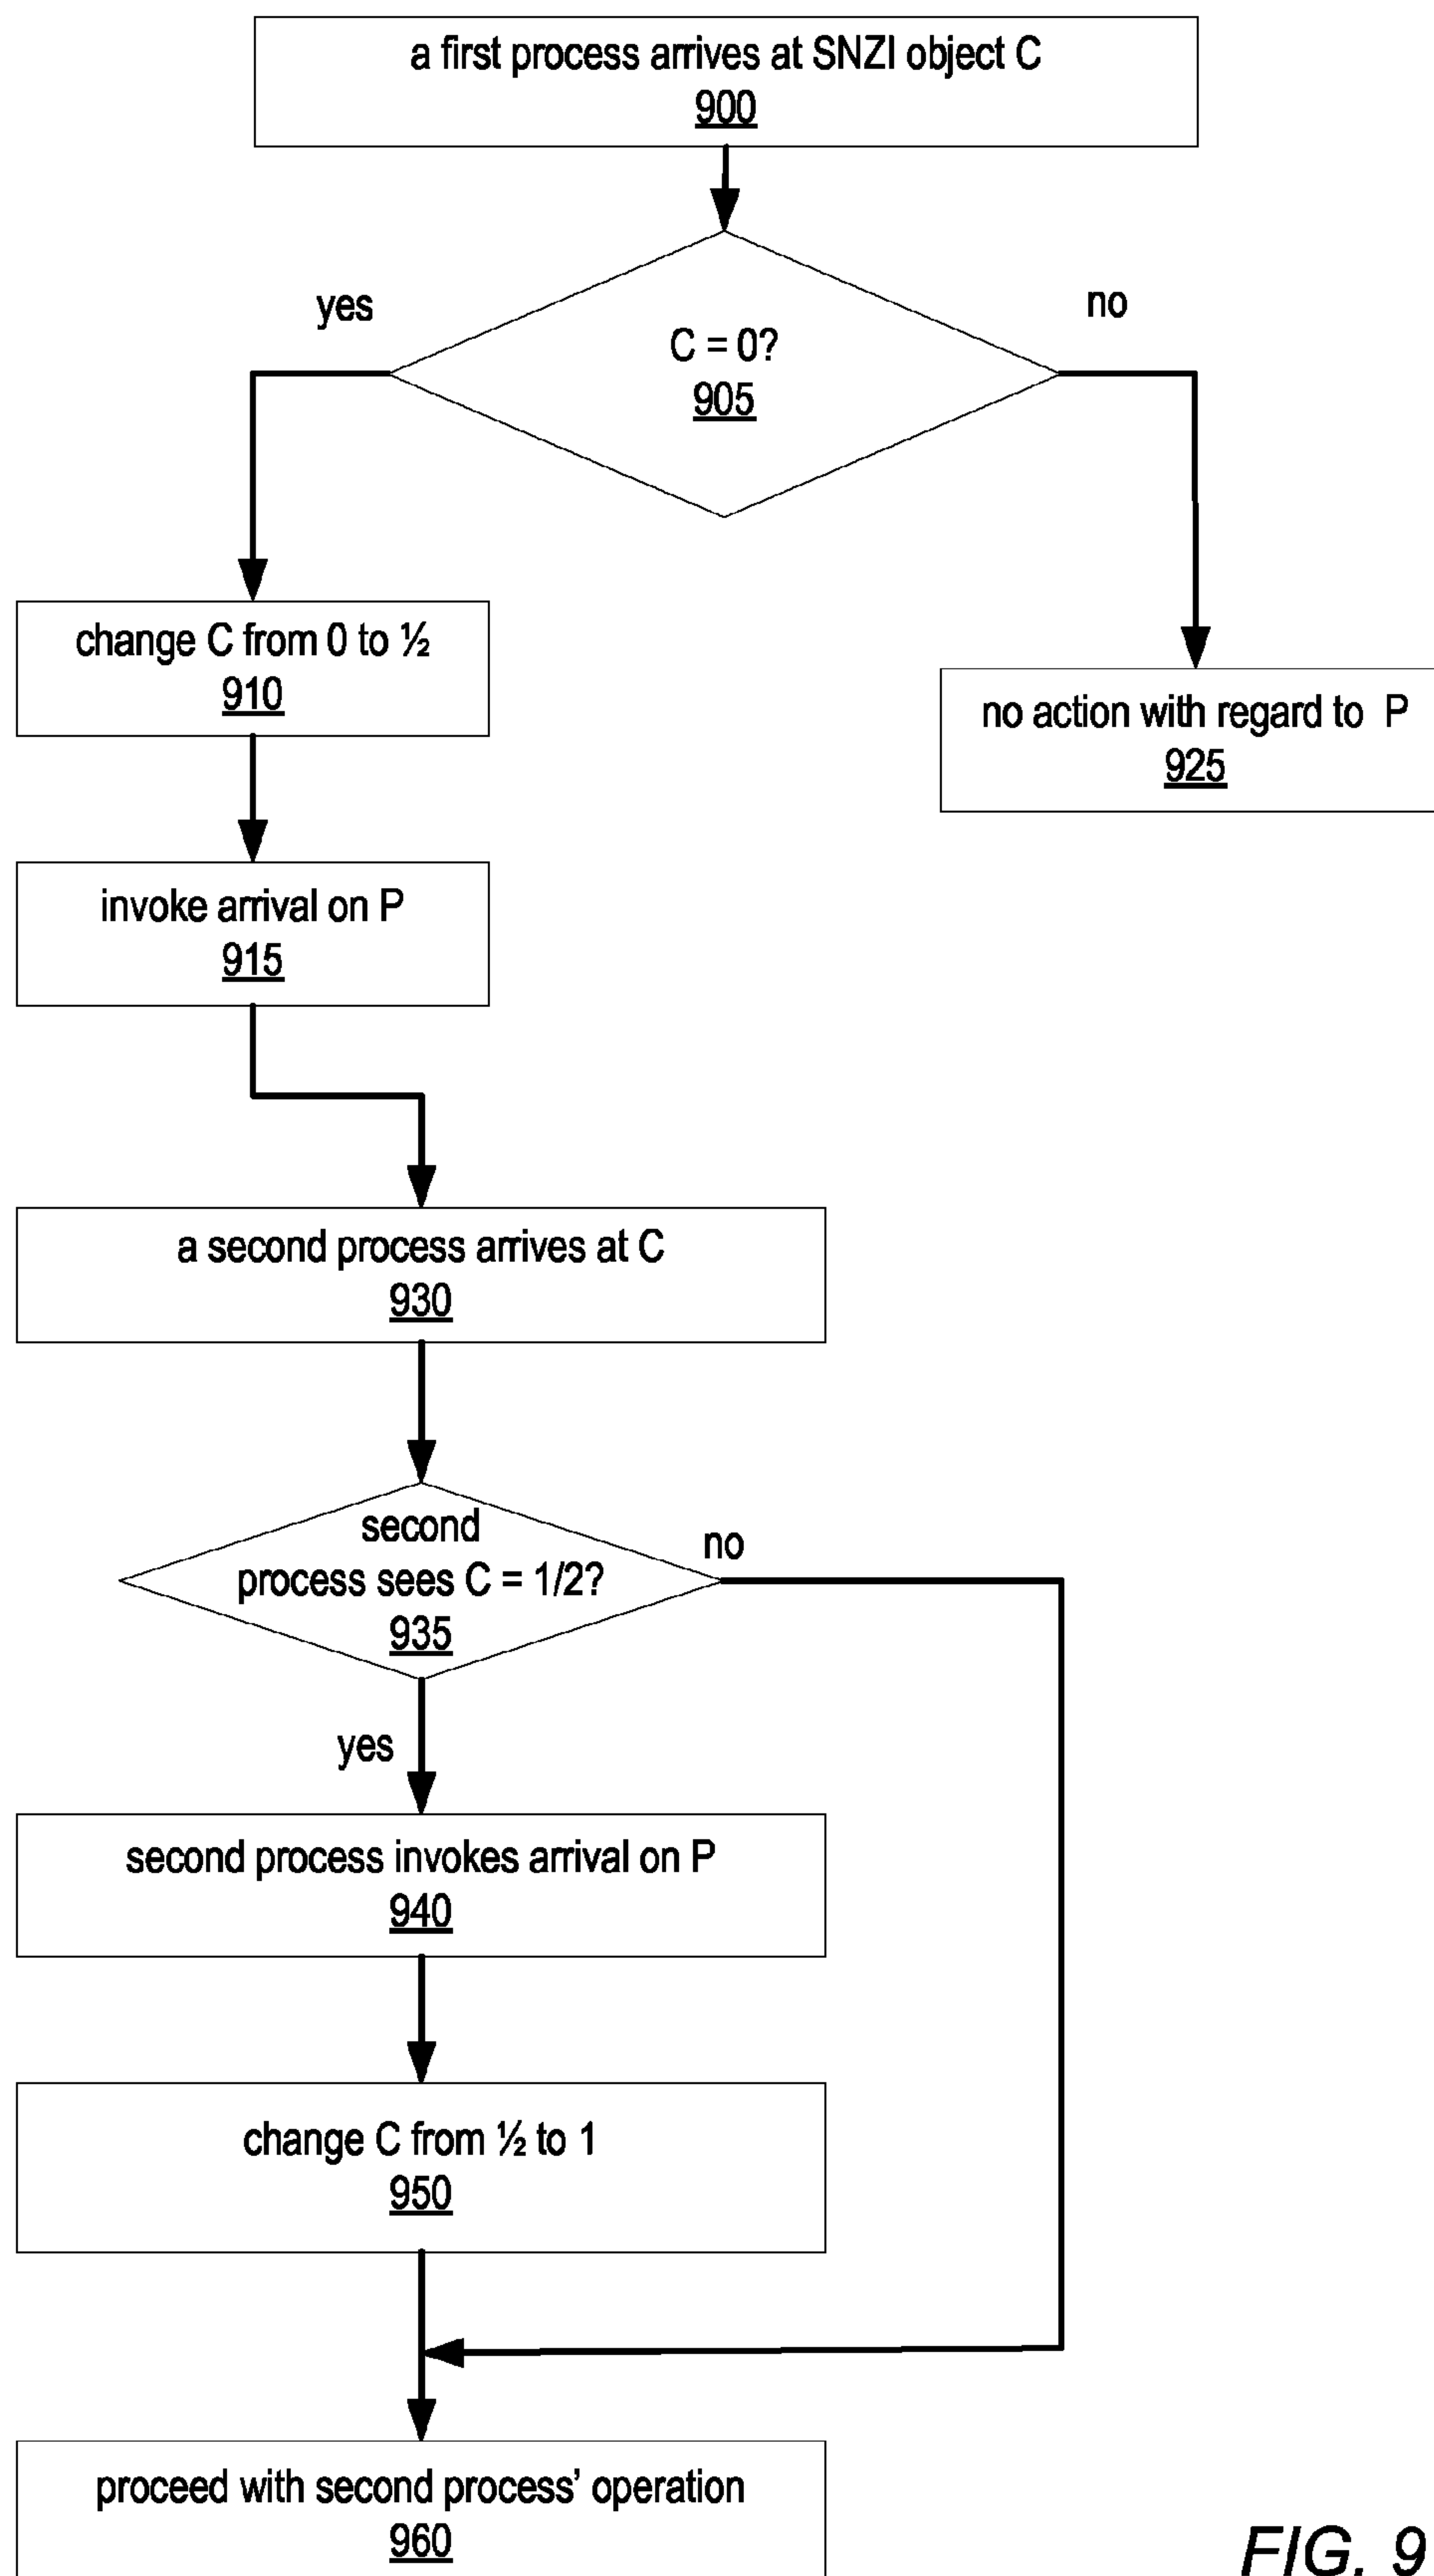 a first process arrives at SNZI object C
900
yes
no
C = 0?
905
change C from 0 to ½
910
no action with regard to P
925
invoke arrival on P
915
a second process arrives at C
930
second
process sees C = 1/2?
935
no
yes
second process invokes arrival on P
940
change C from ½ to 1
950
proceed with second process’ operation
960
FIG. 9